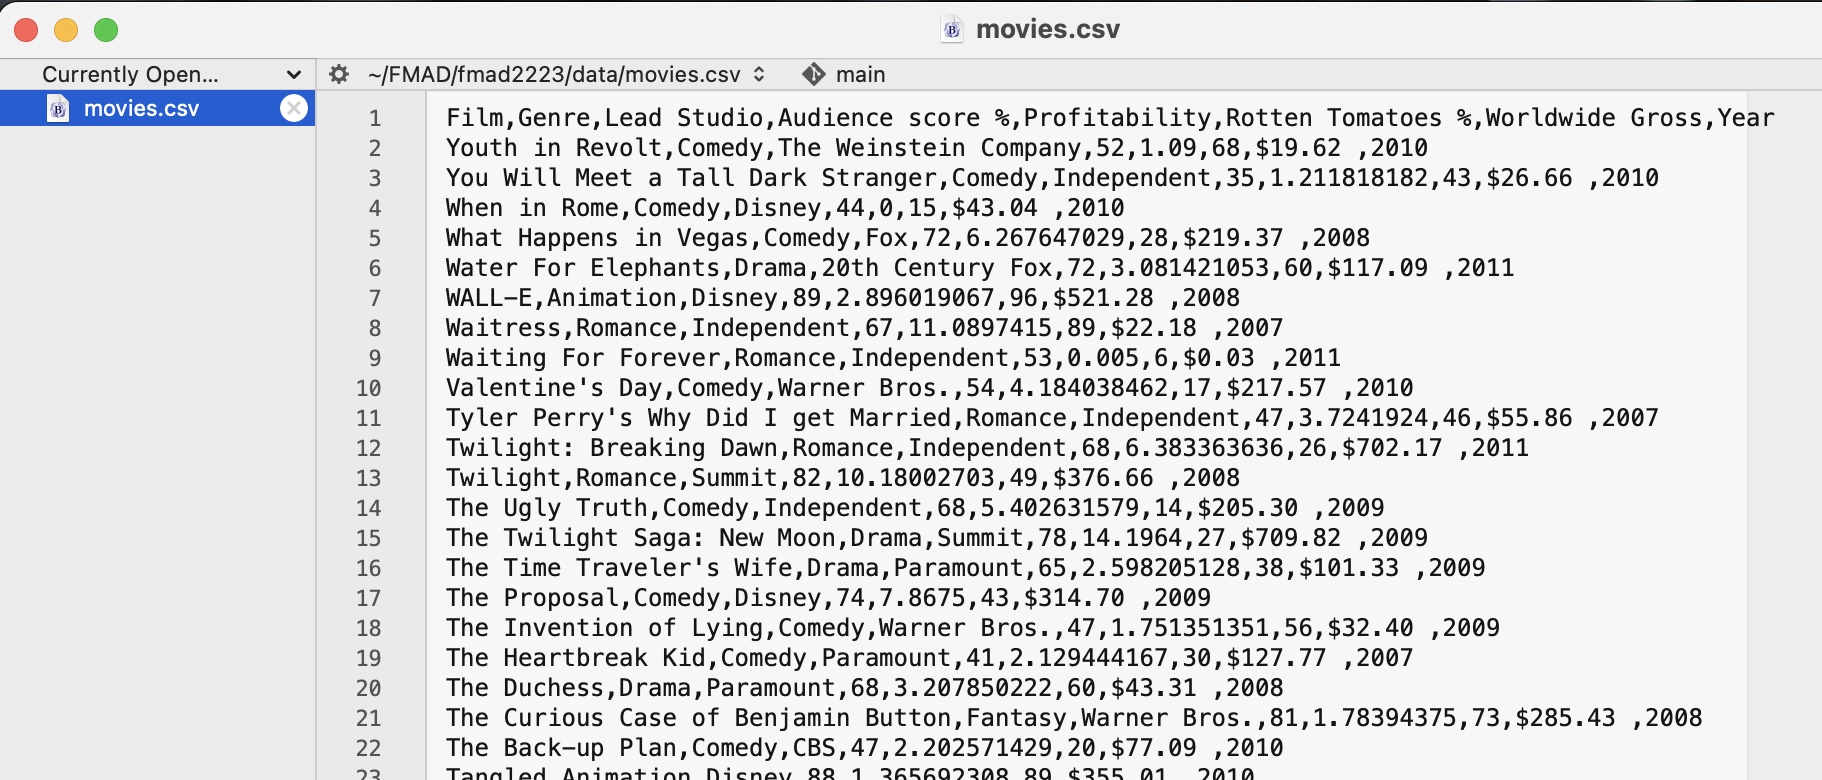 movies.csv
Currently Open...
~/FMAD/fmad2223/data/movies.csv main
movies.csv
1 Film,Genre,Lead Studio,Audience score %,Profitability,Rotten Tomatoes %,Worldwide Gross,Year
2 Youth in Revolt,Comedy,The Weinstein Company,52,1.09,68,$19.62 ,2010
3 You Will Meet a Tall Dark Stranger,Comedy,Independent,35,1.211818182,43,$26.66 ,2010
4 When in Rome,Comedy,Disney,44,0,15,$43.04 ,2010
5 What Happens in Vegas,Comedy,Fox,72,6.267647029,28,$219.37 ,2008
6 Water For Elephants,Drama,20th Century Fox,72,3.081421053,60,$117.09 ,2011
7 WALL-E,Animation,Disney,89,2.896019067,96,$521.28 ,2008
8 Waitress,Romance,Independent,67,11.0897415,89,$22.18 ,2007
9 Waiting For Forever,Romance,Independent,53,0.005,6,$0.03 ,2011
10 Valentine's Day,Comedy,Warner Bros.,54,4.184038462,17,$217.57 ,2010
11 Tyler Perry's Why Did I get Married,Romance,Independent,47,3.7241924,46,$55.86 ,2007
12 Twilight: Breaking Dawn,Romance,Independent,68,6.383363636,26,$702.17 ,2011
13 Twilight,Romance,Summit,82,10.18002703,49,$376.66 ,2008
14 The Ugly Truth,Comedy,Independent,68,5.402631579,14,$205.30 ,2009
15 The Twilight Saga: New Moon,Drama,Summit,78,14.1964,27,$709.82 ,2009
16 The Time Traveler's Wife,Drama,Paramount,65,2.598205128,38,$101.33 ,2009
17 The Proposal,Comedy,Disney,74,7.8675,43,$314.70 ,2009
18 The Invention of Lying,Comedy,Warner Bros.,47,1.751351351,56,$32.40 ,2009
19 The Heartbreak Kid,Comedy,Paramount,41,2.129444167,30,$127.77 ,2007
20 The Duchess,Drama,Paramount,68,3.207850222,60,$43.31 ,2008
21 The Curious Case of Benjamin Button,Fantasy,Warner Bros.,81,1.78394375,73,$285.43 ,2008
22 The Back-up Plan,Comedy,CBS,47,2.202571429,20,$77.09 ,2010
23 Tangled,Animation,Disney,88,1.365692308,89,$355.01 ,2010